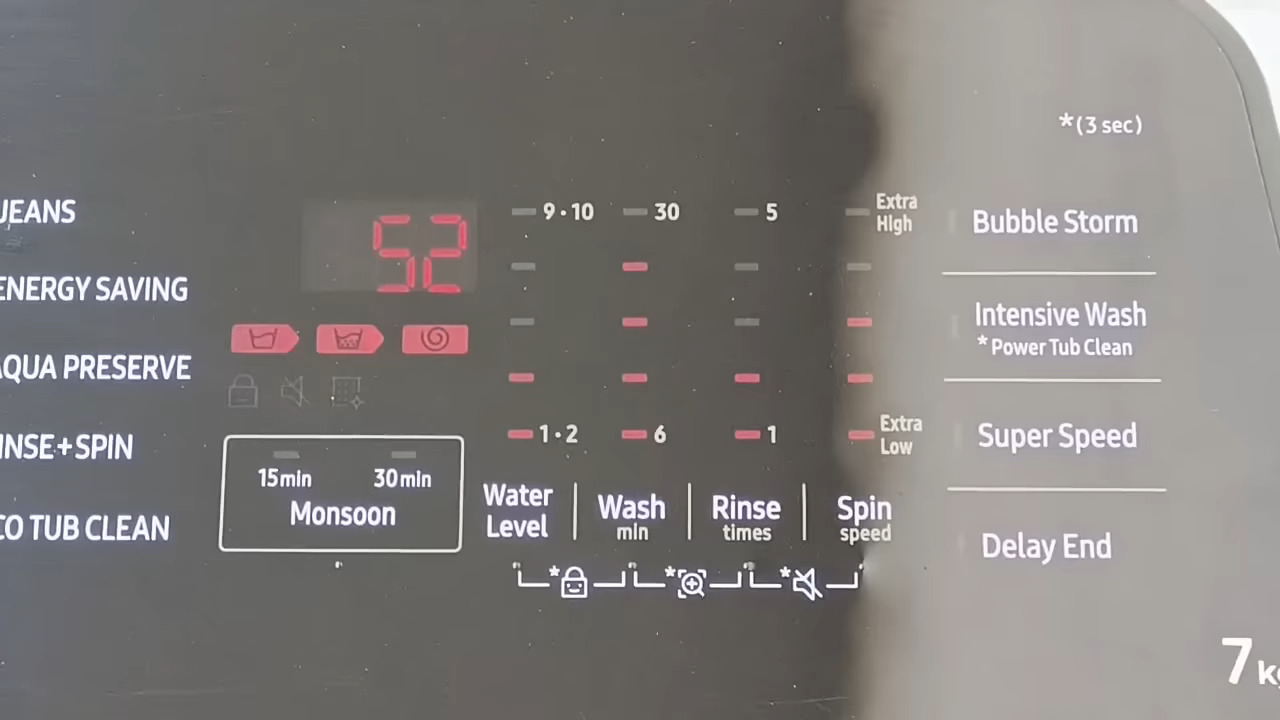 *(3 sec)
JEANS
ENERGY SAVING
AQUA PRESERVE
INSE+SPIN
CO TUB CLEAN
52
15min 30min
Monsoon
9·10 30 5 Extra High
1·2 6 1 Extra Low
Water Level
Wash min
Rinse times
Spin speed
* * *
Bubble Storm
Intensive Wash
*Power Tub Clean
Super Speed
Delay End
7 kg